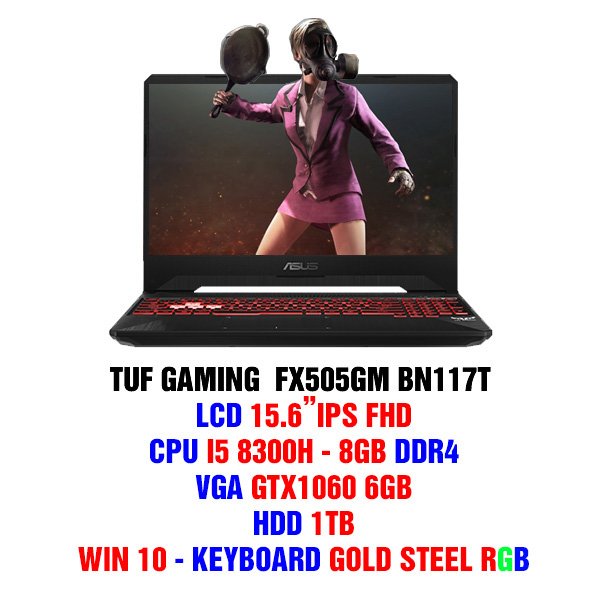 ASUS
TUF GAMING FX505GM BN117T
LCD 15.6”IPS FHD
CPU I5 8300H - 8GB DDR4
VGA GTX1060 6GB
HDD 1TB
WIN 10 - KEYBOARD GOLD STEEL RGB